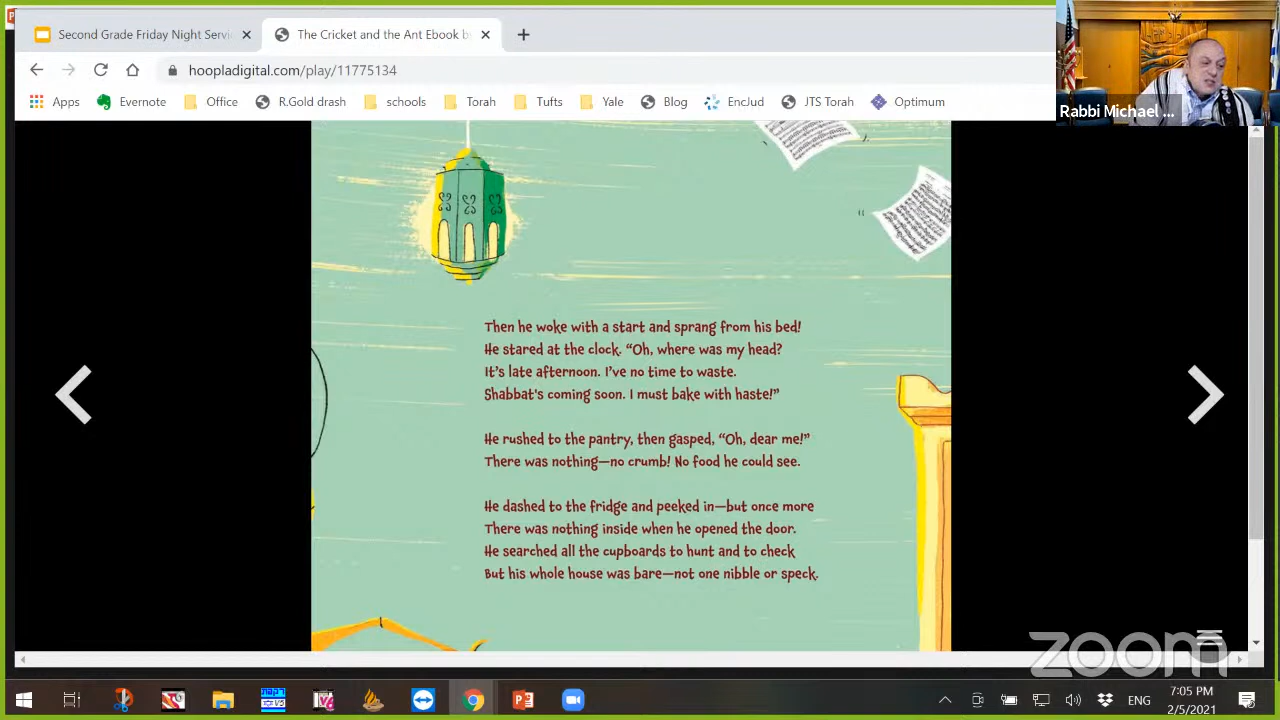 Second Grade Friday Night Servi
The Cricket and the Ant Ebook
hoopladigital.com/play/11775134
Apps
Evernote
Office
R.Gold drash
schools
Torah
Tufts
Yale
Blog
EncJud
JTS Torah
Optimum
Rabbi Michael ...
Then he woke with a start and sprang from his bed!
He stared at the clock. “Oh, where was my head?
It’s late afternoon. I’ve no time to waste.
Shabbat's coming soon. I must bake with haste!”
He rushed to the pantry, then gasped, “Oh, dear me!”
There was nothing—no crumb! No food he could see.
He dashed to the fridge and peeked in—but once more
There was nothing inside when he opened the door.
He searched all the cupboards to hunt and to check
But his whole house was bare—not one nibble or speck.
zoom
ENG
7:05 PM
2/5/2021